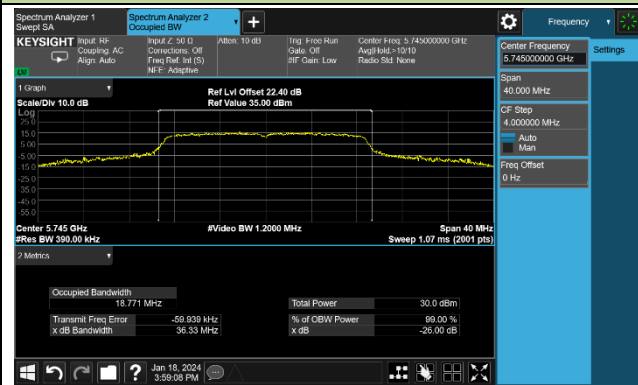 Spectrum Analyzer 1
Swept SA
Spectrum Analyzer 2
Occupied BW
+
Frequency
KEYSIGHT
Input: RF
Coupling: AC
Align: Auto
Input Z: 50 Ω
Corrections: Off
Freq Ref: Int (S)
NFE: Adaptive
Atten: 10 dB
Trig: Free Run
Gate: Off
#IF Gain: Low
Center Freq: 5.745000000 GHz
Avg|Hold:>10/10
Radio Std: None
Center Frequency
5.745000000 GHz
Settings
Span
40.000 MHz
CF Step
4.000000 MHz
Auto
Man
Freq Offset
0 Hz
1 Graph
Scale/Div 10.0 dB
Ref Lvl Offset 22.40 dB
Ref Value 35.00 dBm
Log
25.0
15.0
5.00
-5.00
-15.0
-25.0
-35.0
-45.0
-55.0
Center 5.745 GHz
#Res BW 390.00 kHz
#Video BW 1.2000 MHz
Span 40 MHz
Sweep 1.07 ms (2001 pts)
2 Metrics
Occupied Bandwidth
18.771 MHz
Total Power 30.0 dBm
Transmit Freq Error -59.939 kHz
% of OBW Power 99.00 %
x dB Bandwidth 36.33 MHz
x dB -26.00 dB
?
Jan 18, 2024
3:59:08 PM